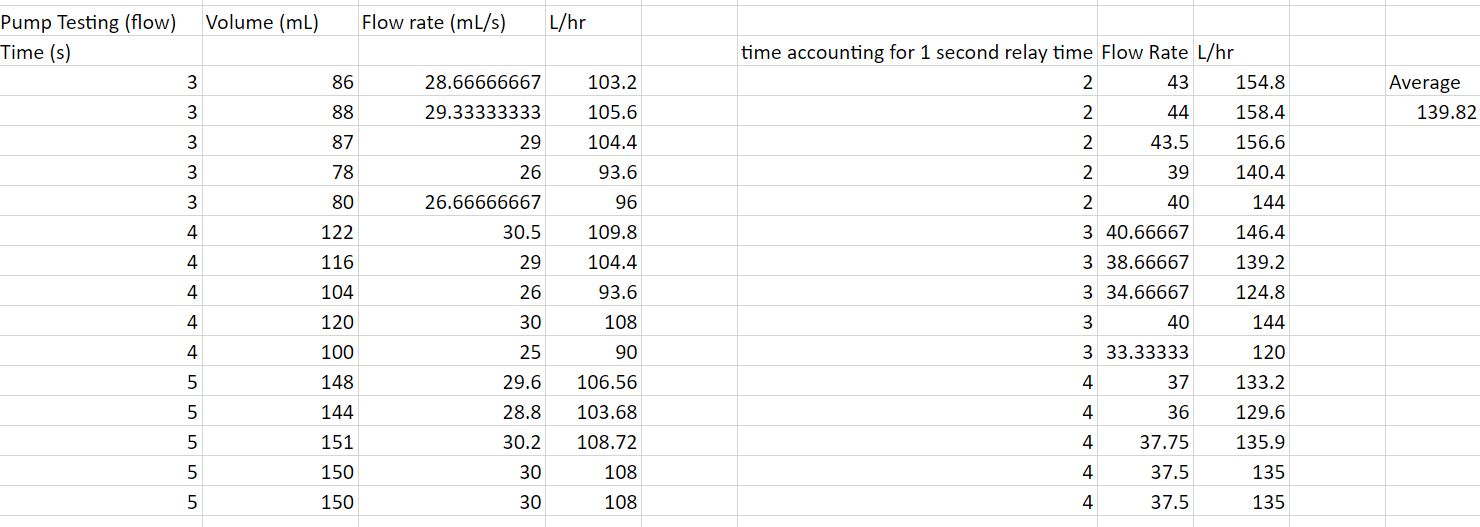 Pump Testing (flow) Volume (mL) Flow rate (mL/s) L/hr
Time (s) time accounting for 1 second relay time Flow Rate L/hr
3 86 28.66666667 103.2 2 43 154.8 Average
3 88 29.33333333 105.6 2 44 158.4 139.82
3 87 29 104.4 2 43.5 156.6
3 78 26 93.6 2 39 140.4
3 80 26.66666667 96 2 40 144
4 122 30.5 109.8 3 40.66667 146.4
4 116 29 104.4 3 38.66667 139.2
4 104 26 93.6 3 34.66667 124.8
4 120 30 108 3 40 144
4 100 25 90 3 33.33333 120
5 148 29.6 106.56 4 37 133.2
5 144 28.8 103.68 4 36 129.6
5 151 30.2 108.72 4 37.75 135.9
5 150 30 108 4 37.5 135
5 150 30 108 4 37.5 135